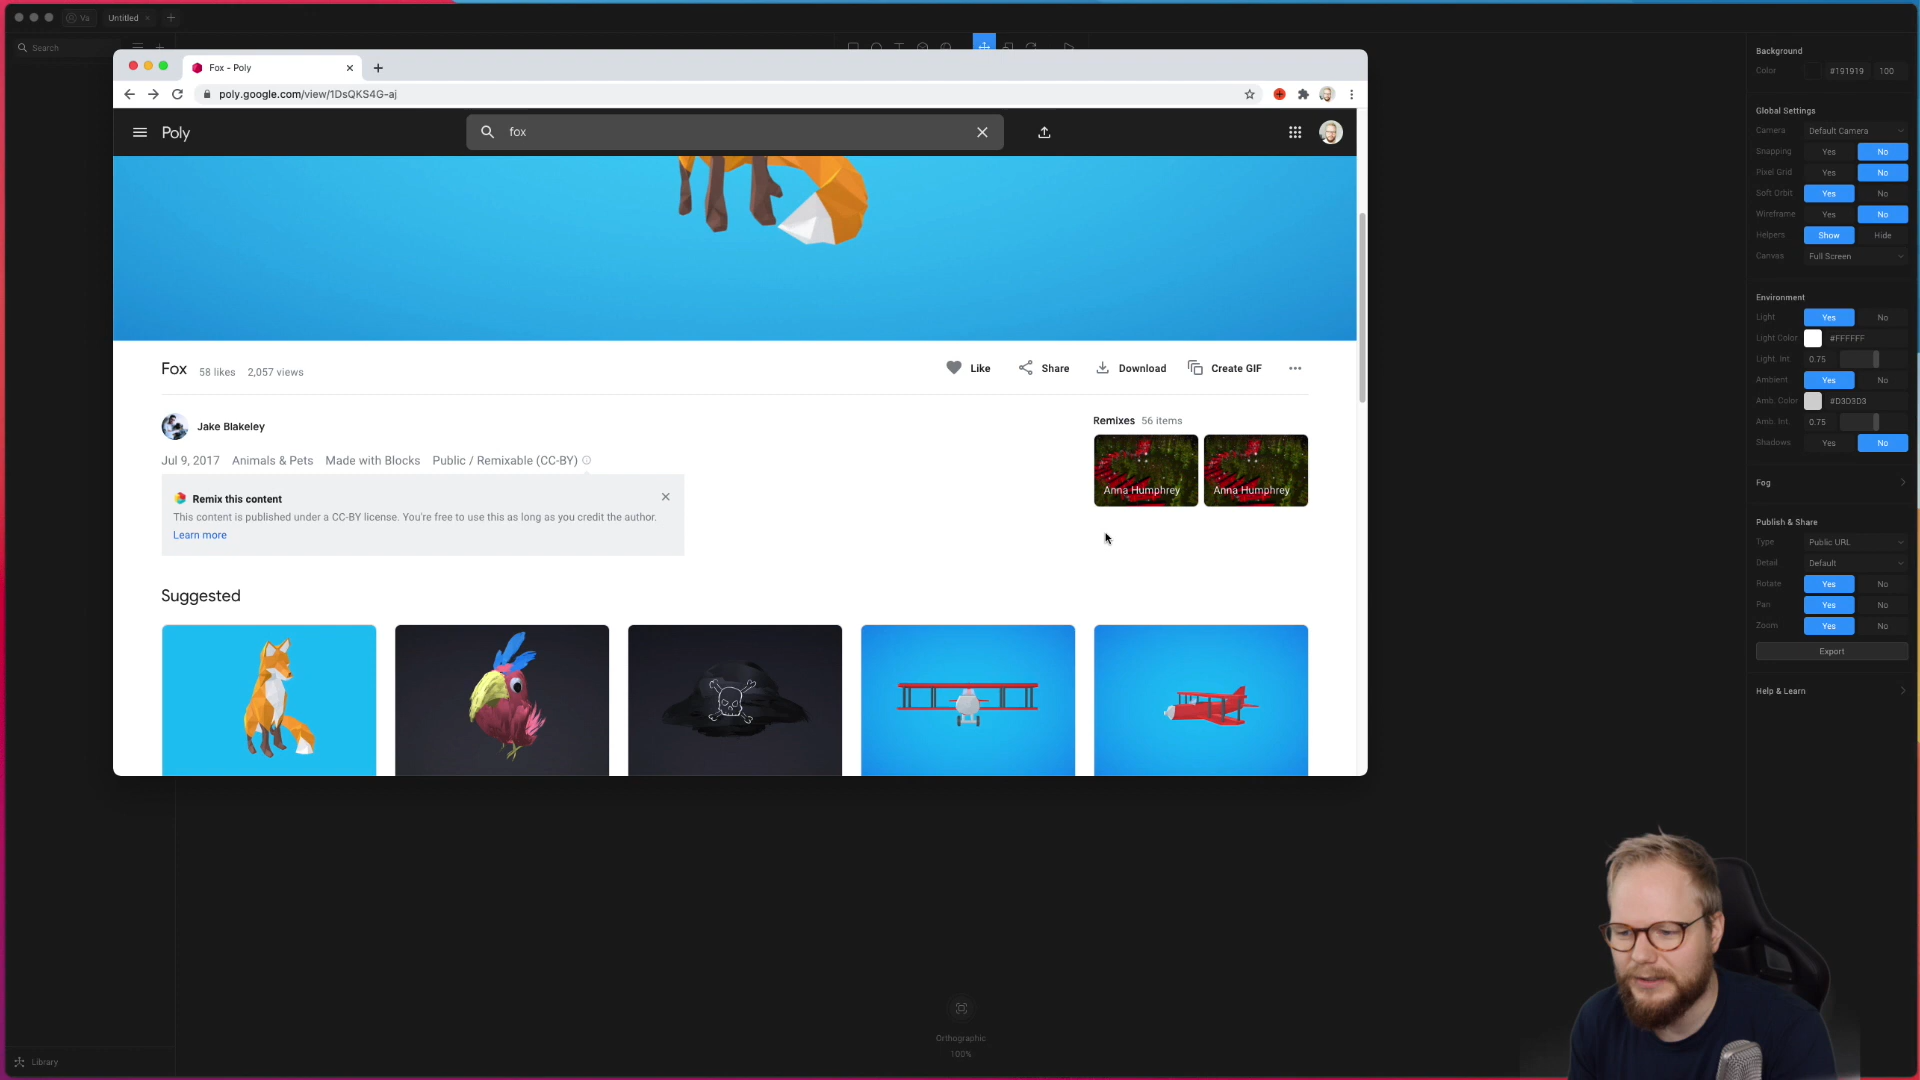 Va
Untitled
Search
Fox - Poly
poly.google.com/view/1DsQKS4G-aj
Poly
fox
Fox
58 likes
2,057 views
Like
Share
Download
Create GIF
Jake Blakeley
Jul 9, 2017
Animals & Pets
Made with Blocks
Public / Remixable (CC-BY)
Remix this content
This content is published under a CC-BY license. You're free to use this as long as you credit the author.
Learn more
Remixes 56 items
Anna Humphrey
Anna Humphrey
Suggested
Background
Color #191919 100
Global Settings
Camera Default Camera
Snapping Yes No
Pixel Grid Yes No
Soft Orbit Yes No
Wireframe Yes No
Helpers Show Hide
Canvas Full Screen
Environment
Light Yes No
Light Color #FFFFFF
Light Int. 0.75
Ambient Yes No
Amb. Color #D3D3D3
Amb. Int. 0.75
Shadows Yes No
Fog
Publish & Share
Type Public URL
Detail Default
Rotate Yes No
Pan Yes No
Zoom Yes No
Export
Help & Learn
Orthographic
100%
Library